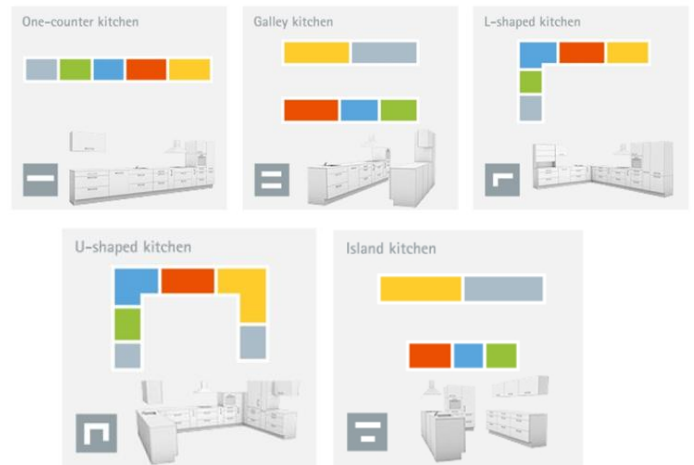 One-counter kitchen
Galley kitchen
L-shaped kitchen
U-shaped kitchen
Island kitchen